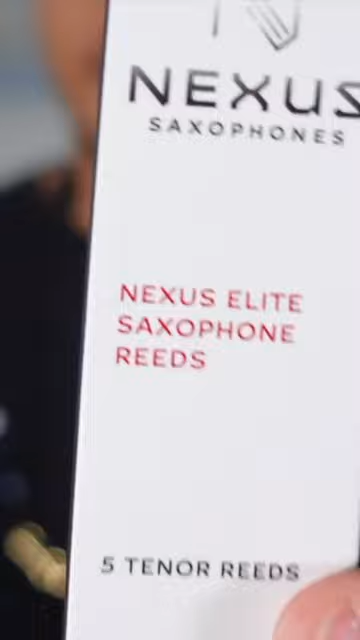 NEXUS
SAXOPHONES
NEXUS ELITE
SAXOPHONE
REEDS
5 TENOR REEDS